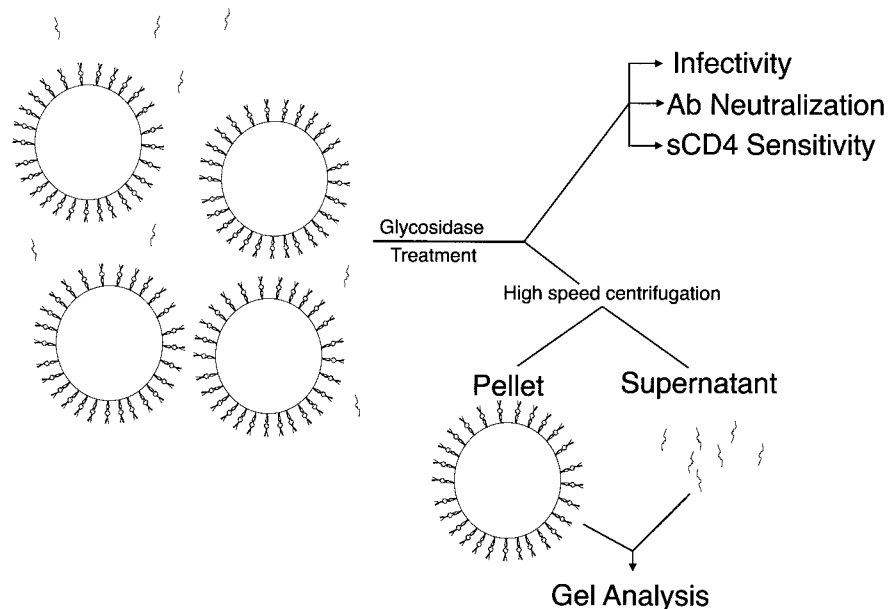 Infectivity
Ab Neutralization
sCD4 Sensitivity
Glycosidase
Treatment
High speed centrifugation
Pellet
Supernatant
Gel Analysis